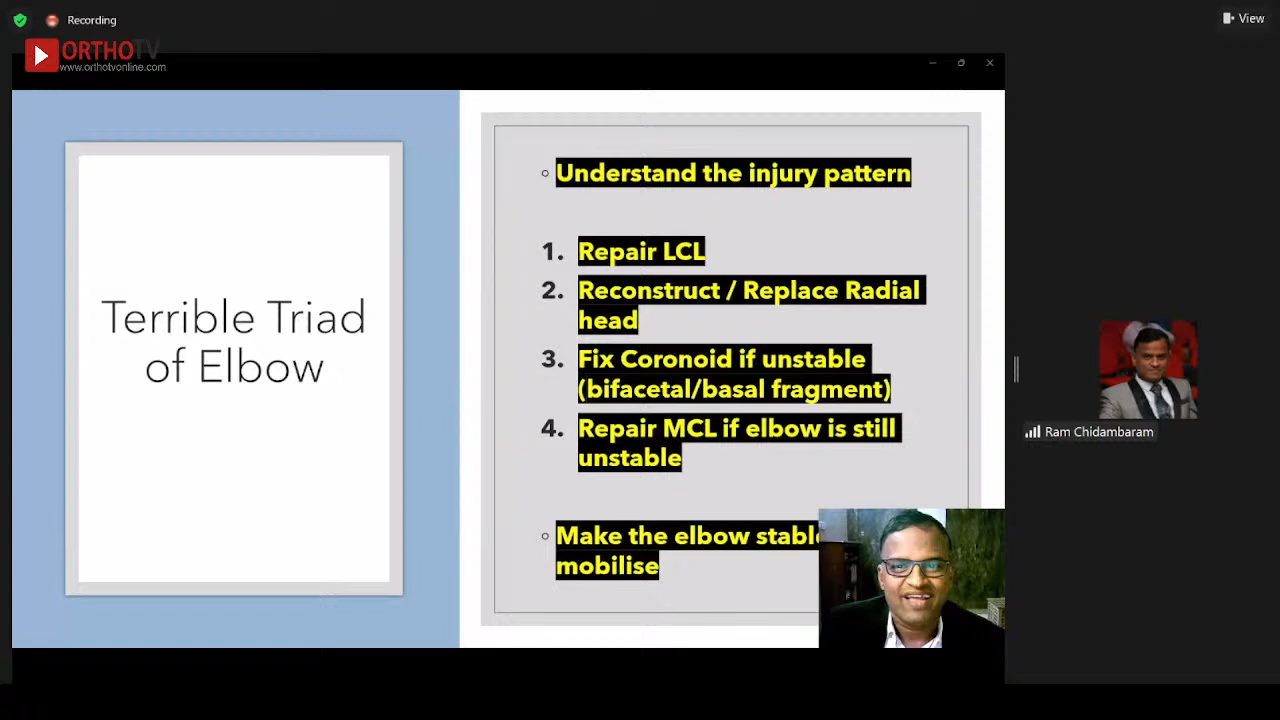 Recording
View
ORTHOTV
www.orthotvonline.com
Terrible Triad
of Elbow
Understand the injury pattern
1. Repair LCL
2. Reconstruct / Replace Radial
head
3. Fix Coronoid if unstable
(bifacetal/basal fragment)
4. Repair MCL if elbow is still
unstable
Make the elbow stable
mobilise
Ram Chidambaram